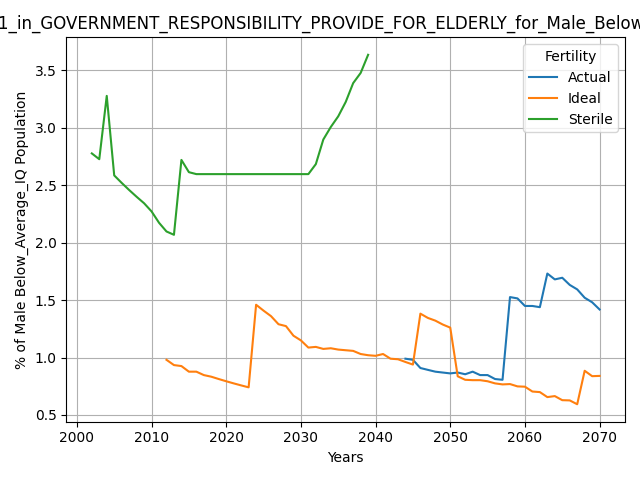 1_in_GOVERNMENT_RESPONSIBILITY_PROVIDE_FOR_ELDERLY_for_Male_Below
Fertility
Actual
Ideal
Sterile
% of Male Below_Average_IQ Population
3.5
3.0
2.5
2.0
1.5
1.0
0.5
2000 2010 2020 2030 2040 2050 2060 2070
Years